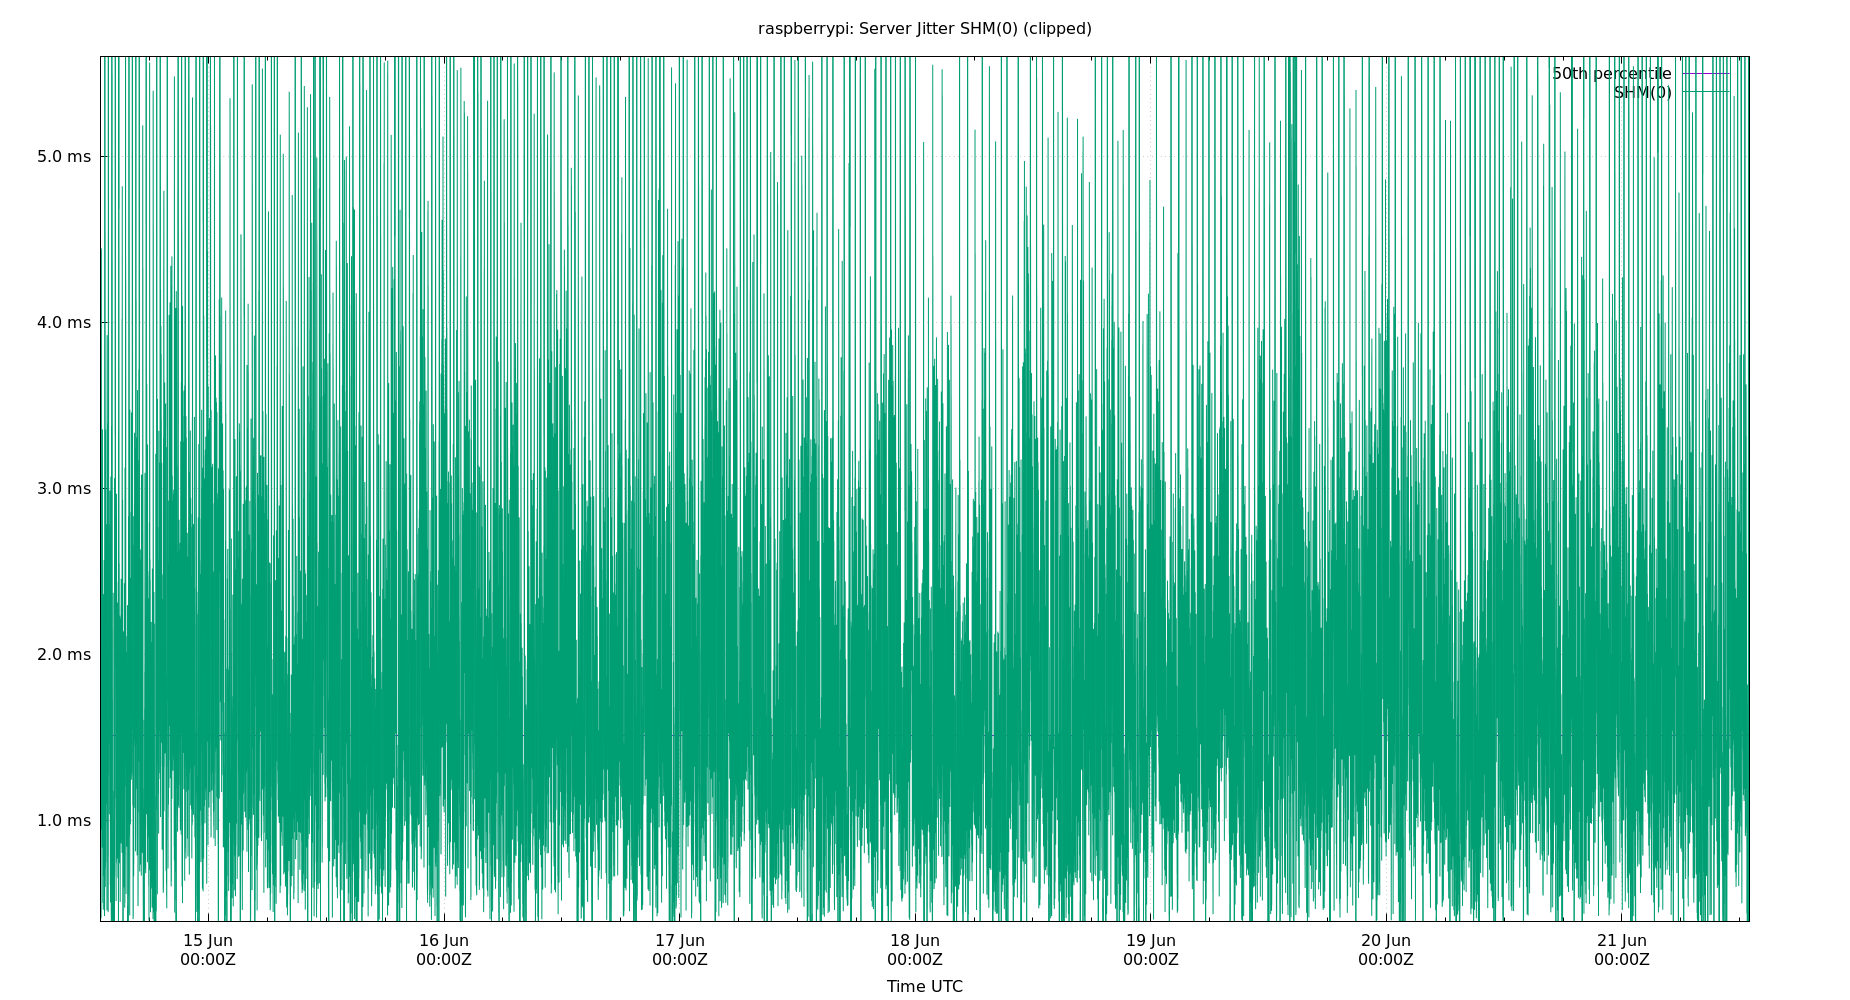 raspberrypi: Server Jitter SHM(0) (clipped)
50th percentile
SHM(0)
5.0 ms
4.0 ms
3.0 ms
2.0 ms
1.0 ms
15 Jun 16 Jun 17 Jun 18 Jun 19 Jun 20 Jun 21 Jun
00:00Z 00:00Z 00:00Z 00:00Z 00:00Z 00:00Z 00:00Z
Time UTC